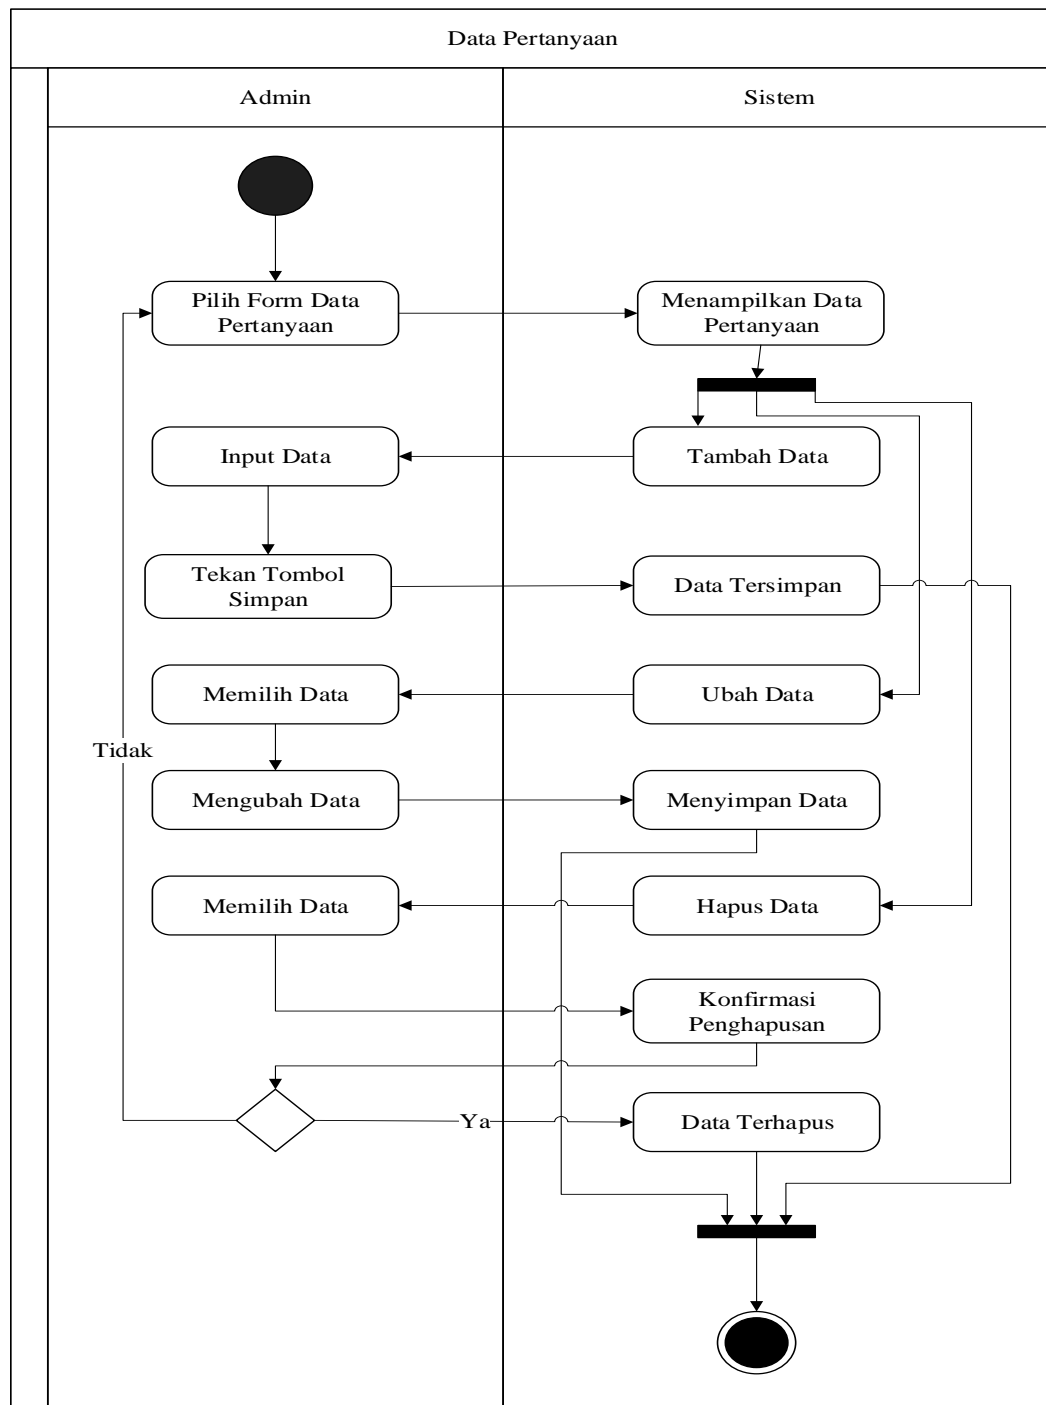 Data Pertanyaan
Admin
Sistem
Pilih Form Data
Pertanyaan
Menampilkan Data
Pertanyaan
Input Data
Tambah Data
Tekan Tombol
Simpan
Data Tersimpan
Memilih Data
Ubah Data
Tidak
Mengubah Data
Menyimpan Data
Memilih Data
Hapus Data
Konfirmasi
Penghapusan
Ya
Data Terhapus